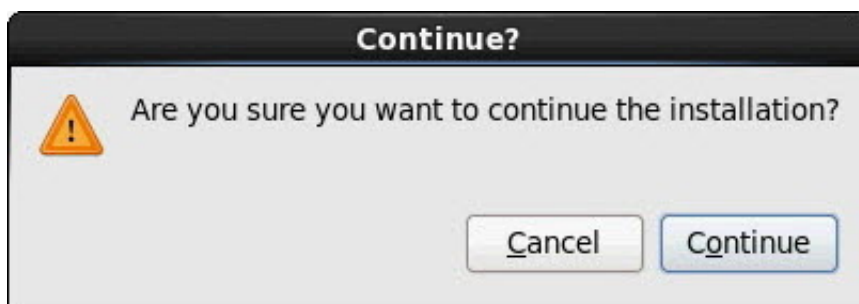 Continue?
Are you sure you want to continue the installation?
Cancel
Continue